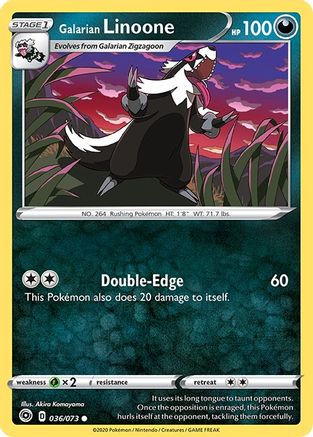 STAGE 1
Galarian Linoone
HP 100
Evolves from Galarian Zigzagoon
NO. 264 Rushing Pokémon HT: 1'8" WT: 71.7 lbs.
Double-Edge 60
This Pokémon also does 20 damage to itself.
weakness ×2 resistance retreat
Illus. Akira Komayama
036/073
It uses its long tongue to taunt opponents.
Once the opposition is enraged, this Pokémon
hurls itself at the opponent, tackling them forcefully.
©2020 Pokémon / Nintendo / Creatures / GAME FREAK